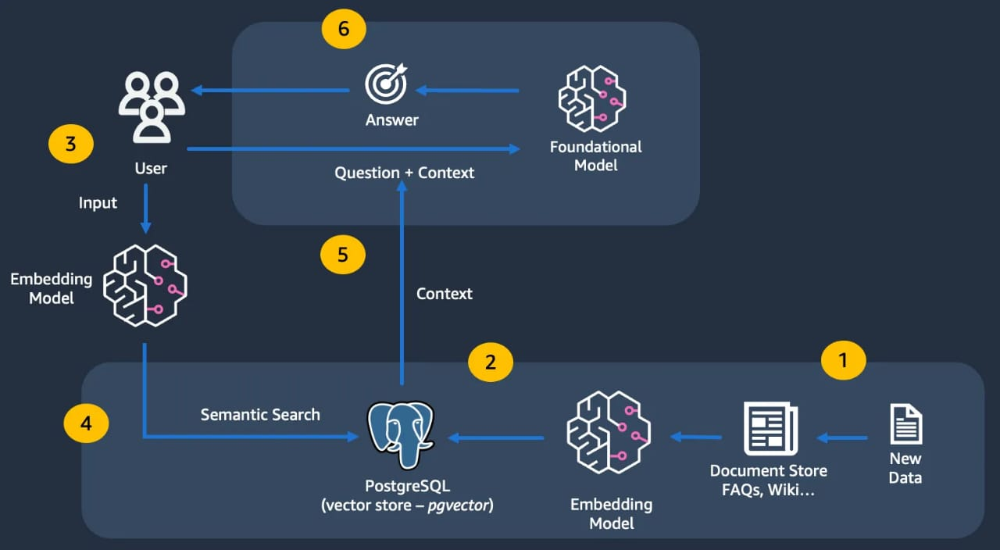 6
Answer
Foundational
Model
3
User
Question + Context
Input
5
Embedding
Model
Context
2
1
4
Semantic Search
PostgreSQL
(vector store – pgvector)
Embedding
Model
Document Store
FAQs, Wiki...
New
Data